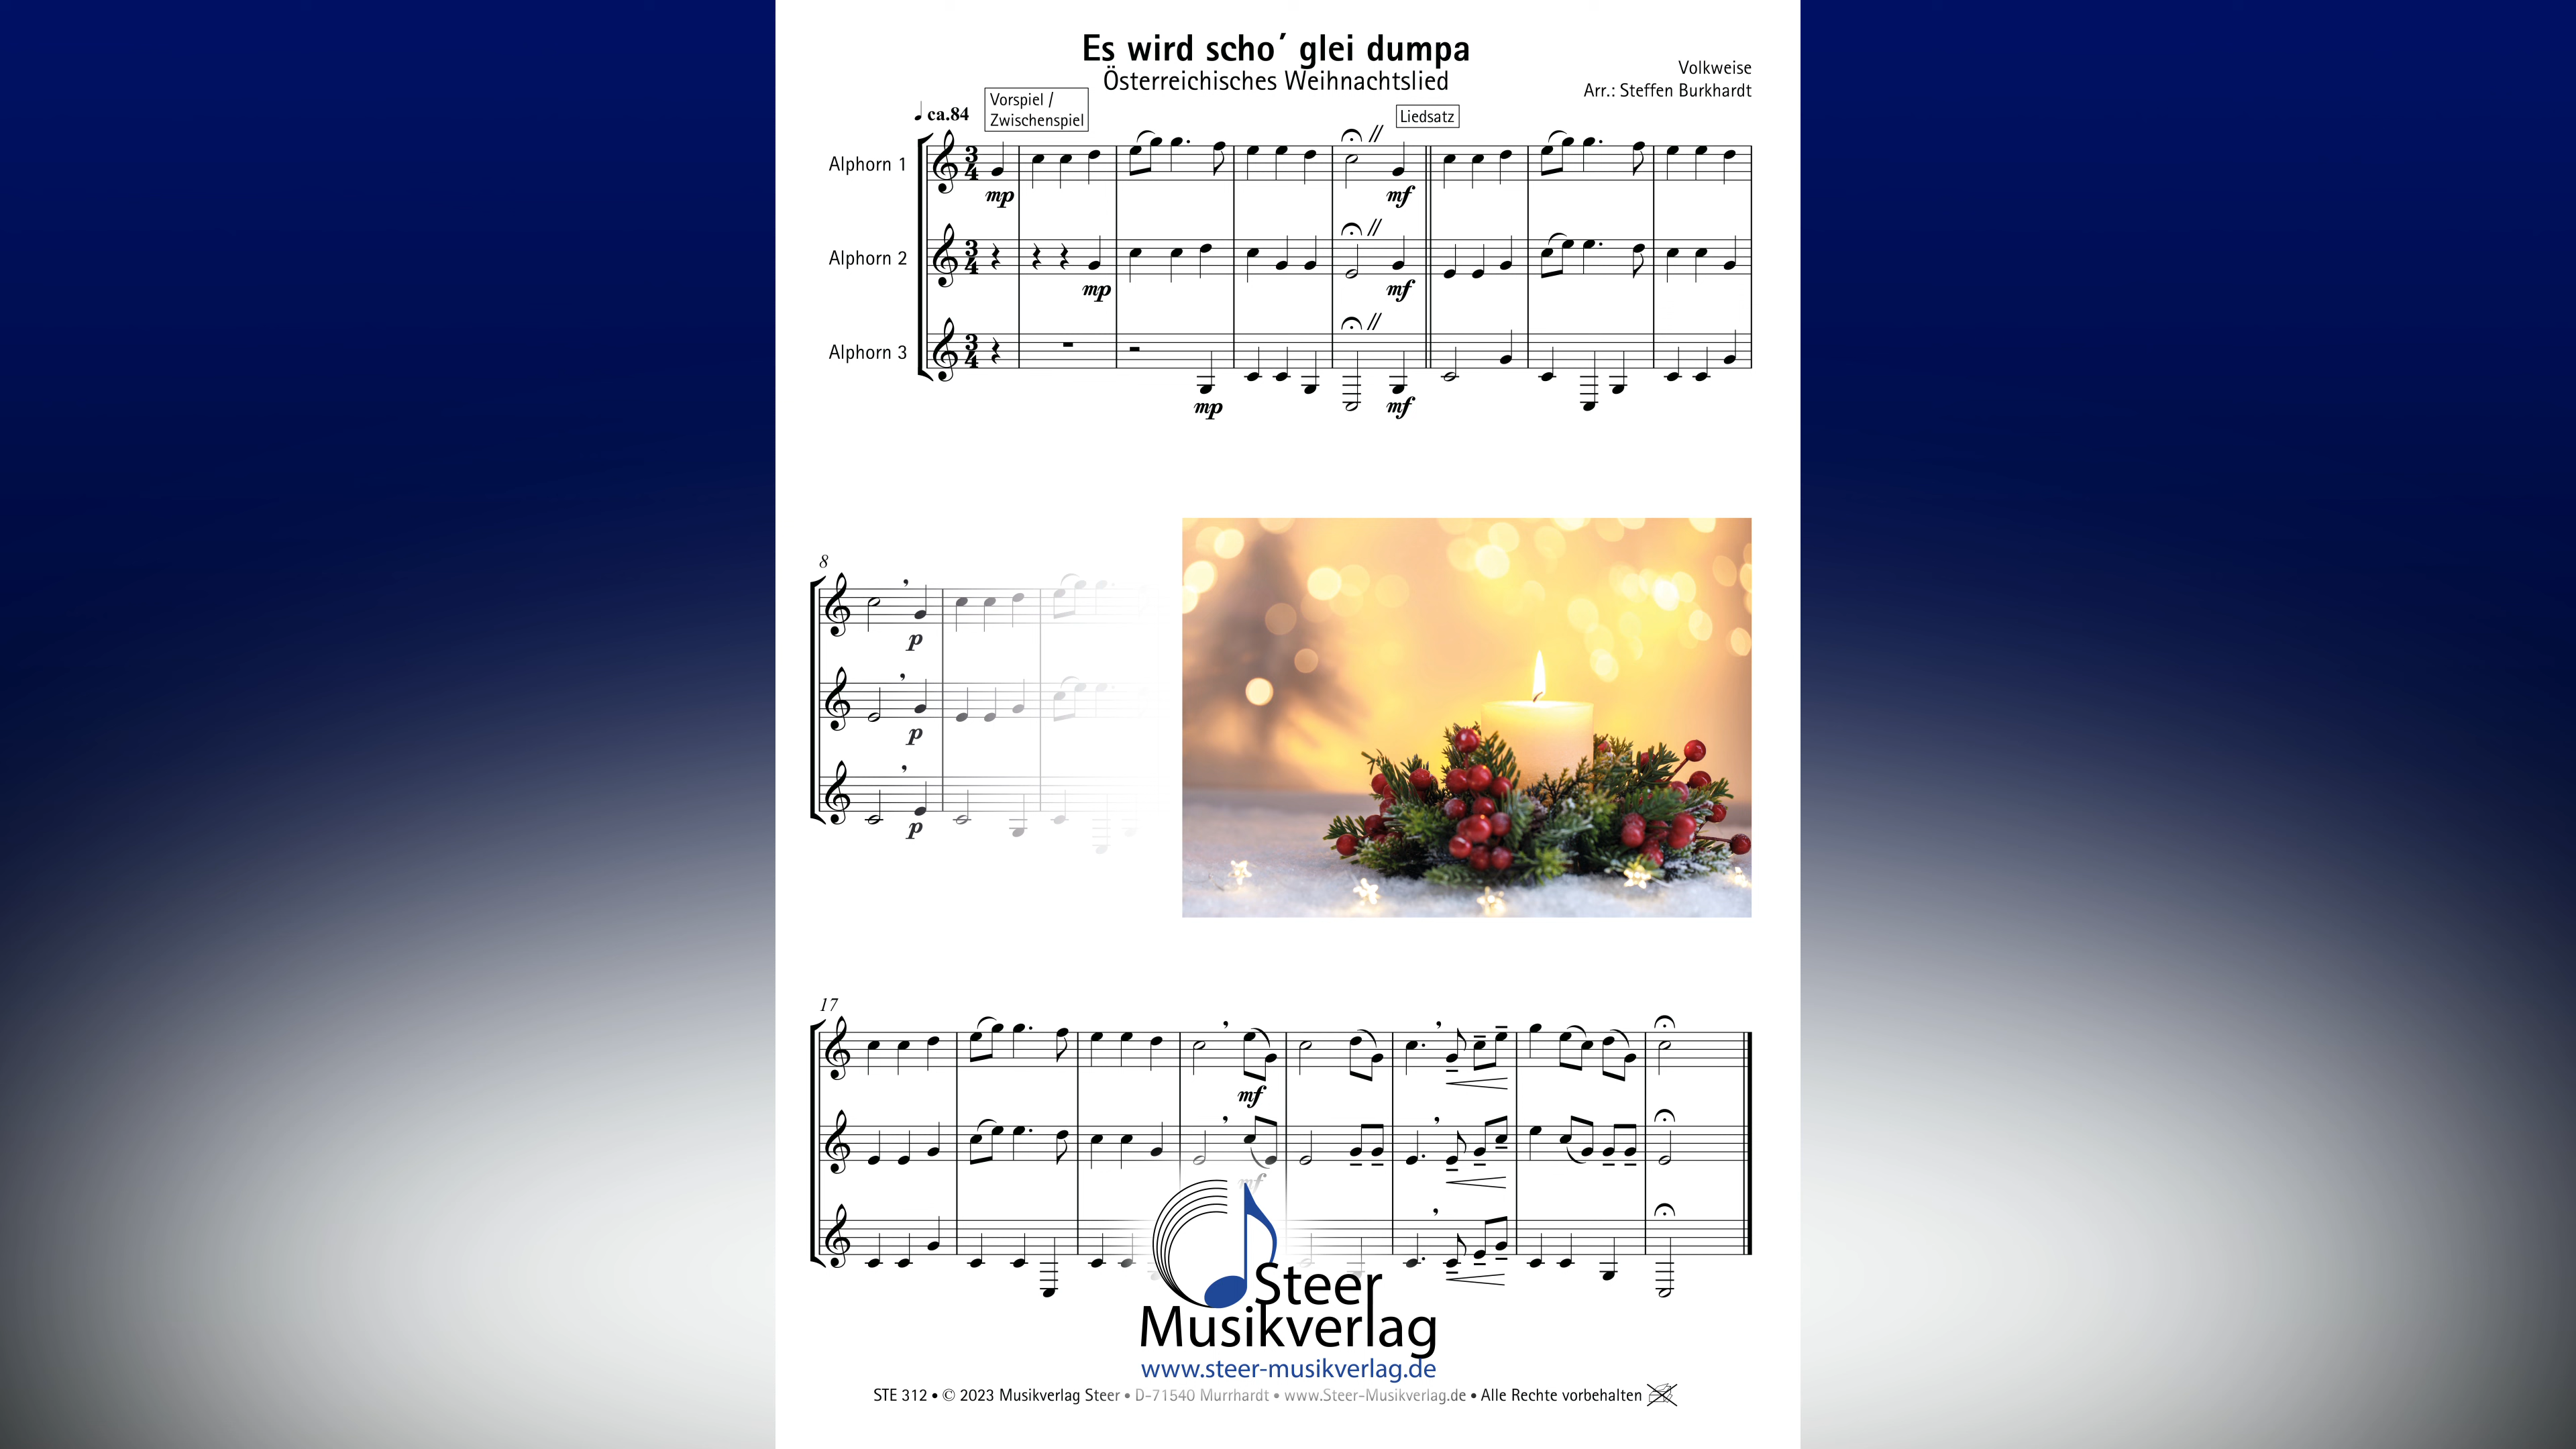 Es wird scho´ glei dumpa
Österreichisches Weihnachtslied
Volkweise
Arr.: Steffen Burkhardt
ca.84
Vorspiel /
Zwischenspiel
Liedsatz
Alphorn 1
mp
mf
Alphorn 2
mp
mf
Alphorn 3
mp
mf
8
p
p
p
17
mf
mf
Steer
Musikverlag
www.steer-musikverlag.de
STE 312 • © 2023 Musikverlag Steer • D-71540 Murrhardt • www.Steer-Musikverlag.de • Alle Rechte vorbehalten